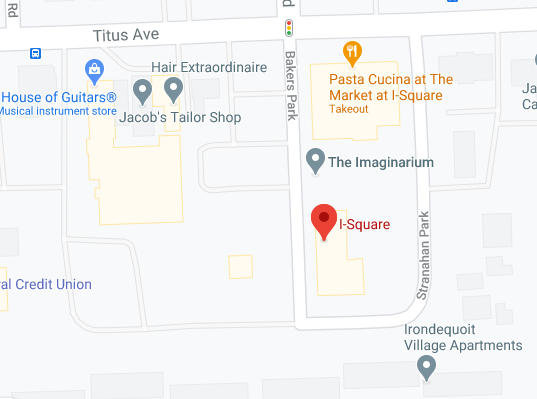 d
Rd
Titus Ave
Bakers Park
Hair Extraordinaire
House of Guitars®
Musical instrument store
Jacob's Tailor Shop
Pasta Cucina at The
Market at I-Square
Takeout
Ja
Ca
The Imaginarium
I-Square
Stranahan Park
ral Credit Union
Irondequoit
Village Apartments